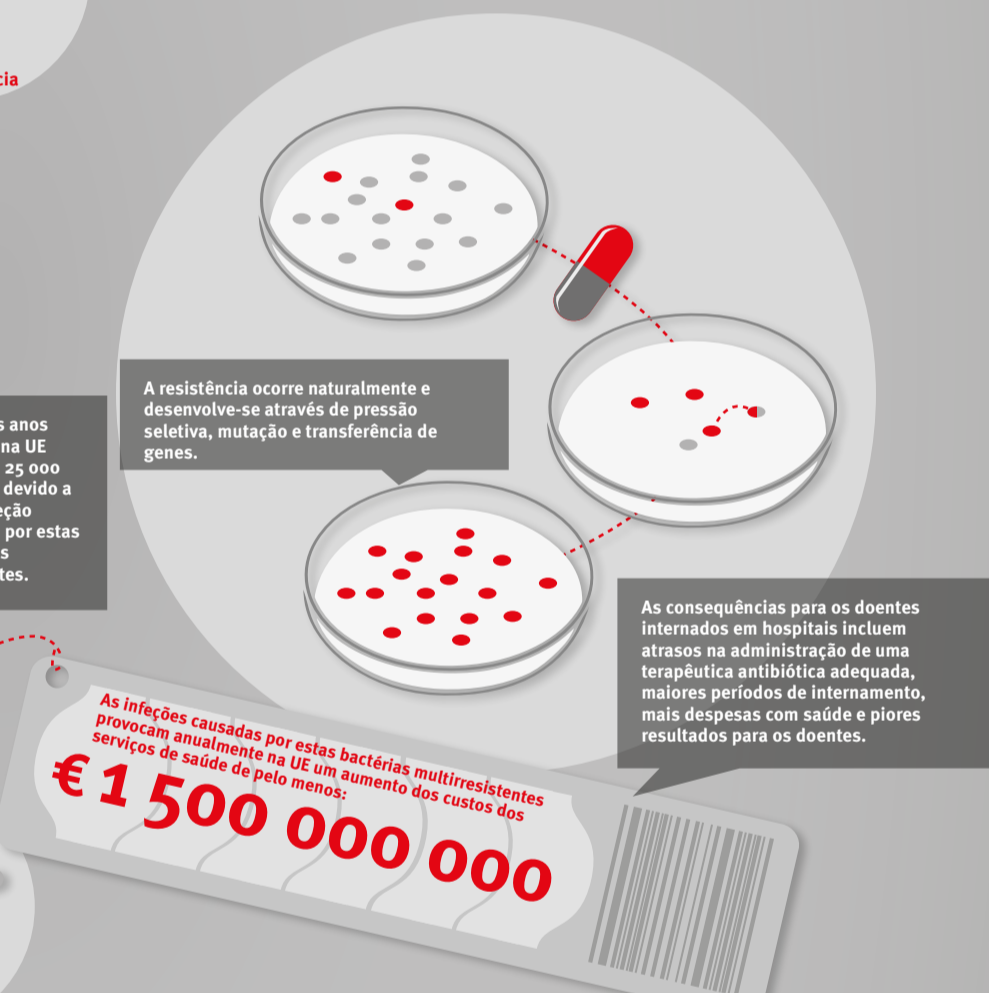 cia
A resistência ocorre naturalmente e
desenvolve-se através de pressão
seletiva, mutação e transferência de
genes.
s anos
na UE
25 000
devido a
eção
por estas
s
tes.
As consequências para os doentes
internados em hospitais incluem
atrasos na administração de uma
terapêutica antibiótica adequada,
maiores períodos de internamento,
mais despesas com saúde e piores
resultados para os doentes.
As infeções causadas por estas bactérias multirresistentes
provocam anualmente na UE um aumento dos custos dos
serviços de saúde de pelo menos:
€ 1 500 000 000